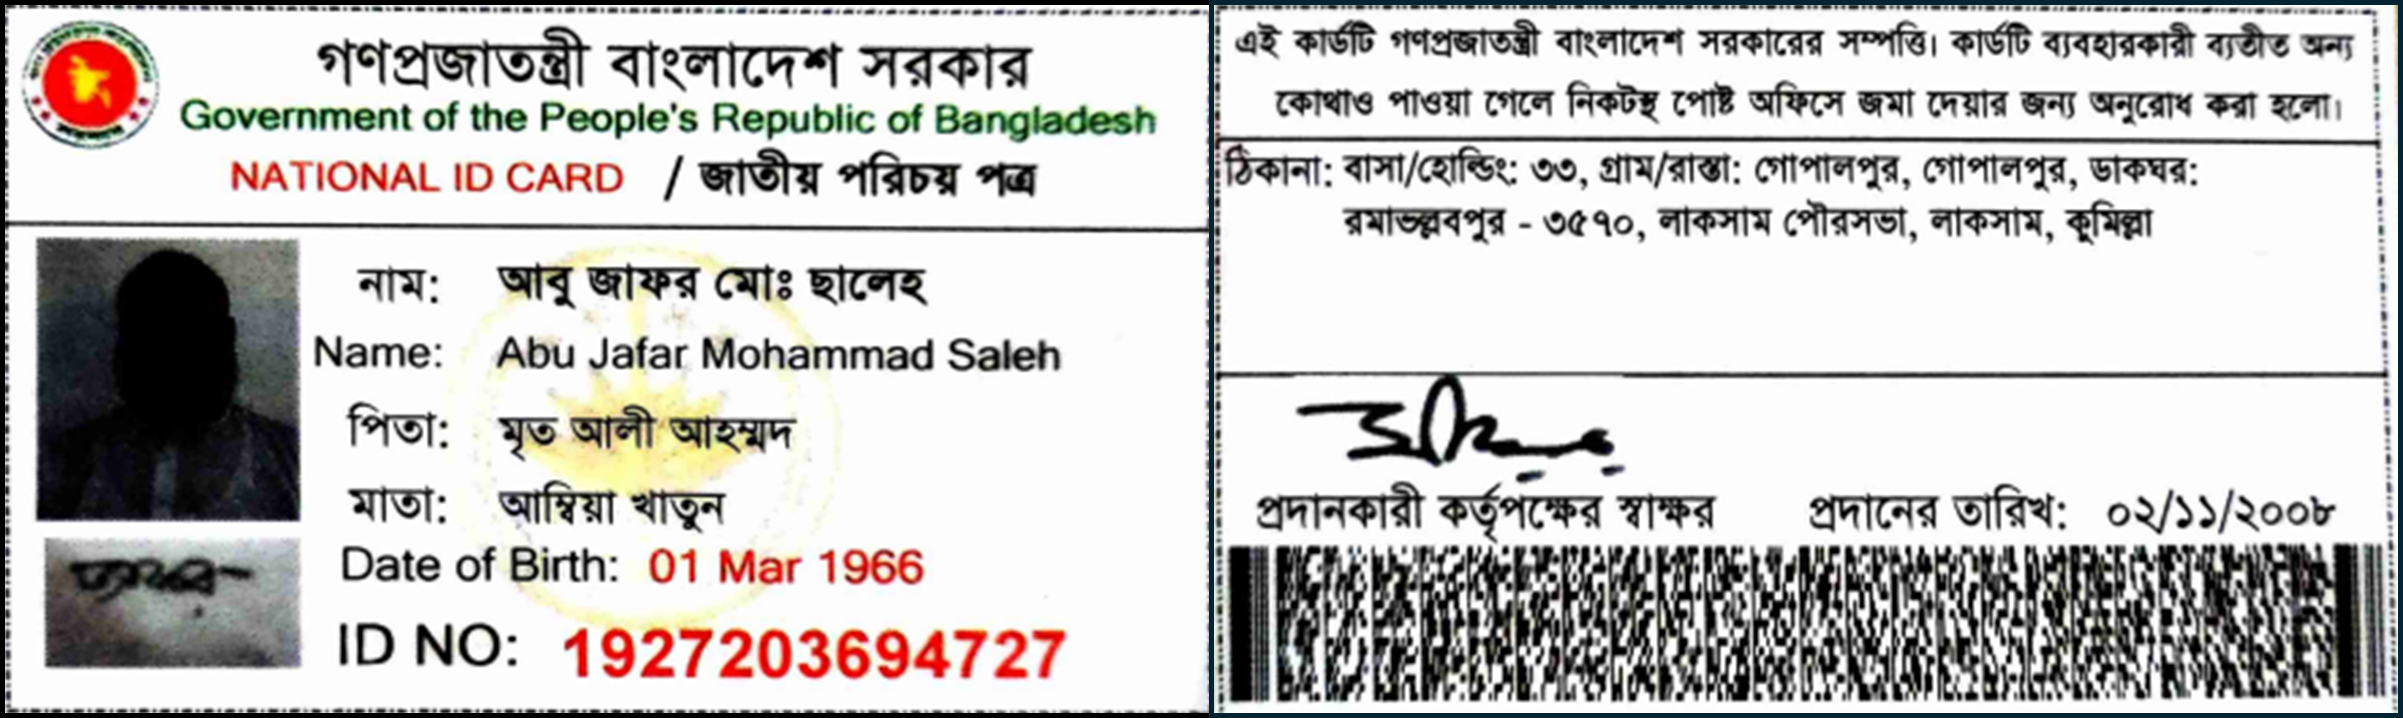 গণপ্রজাতন্ত্রী বাংলাদেশ সরকার
Government of the People's Republic of Bangladesh
NATIONAL ID CARD / জাতীয় পরিচয় পত্র
নাম: আবু জাফর মোঃ ছালেহ
Name: Abu Jafar Mohammad Saleh
পিতা: মৃত আলী আহম্মদ
মাতা: আম্বিয়া খাতুন
Date of Birth: 01 Mar 1966
ID NO: 1927203694727
এই কার্ডটি গণপ্রজাতন্ত্রী বাংলাদেশ সরকারের সম্পত্তি। কার্ডটি ব্যবহারকারী ব্যতীত অন্য
কোথাও পাওয়া গেলে নিকটস্থ পোষ্ট অফিসে জমা দেয়ার জন্য অনুরোধ করা হলো।
ঠিকানা: বাসা/হোল্ডিং: ৩৩, গ্রাম/রাস্তা: গোপালপুর, গোপালপুর, ডাকঘর:
রমাভল্লবপুর - ৩৫৭০, লাকসাম পৌরসভা, লাকসাম, কুমিল্লা
প্রদানকারী কর্তৃপক্ষের স্বাক্ষর প্রদানের তারিখ: ০২/১১/২০০৮